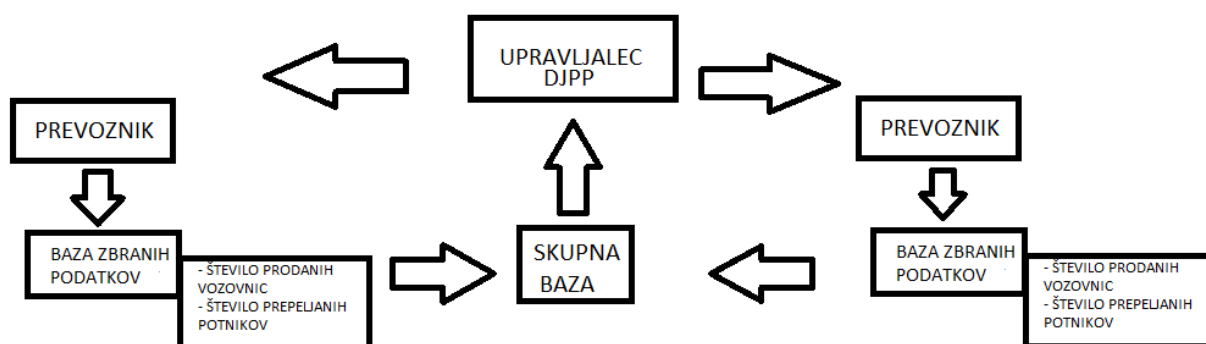 UPRAVLJALEC
DJPP
PREVOZNIK
PREVOZNIK
BAZA ZBRANIH
PODATKOV
- ŠTEVILO PRODANIH
VOZOVNIC
- ŠTEVILO PREPELJANIH
POTNIKOV
SKUPNA
BAZA
BAZA ZBRANIH
PODATKOV
- ŠTEVILO PRODANIH
VOZOVNIC
- ŠTEVILO PREPELJANIH
POTNIKOV